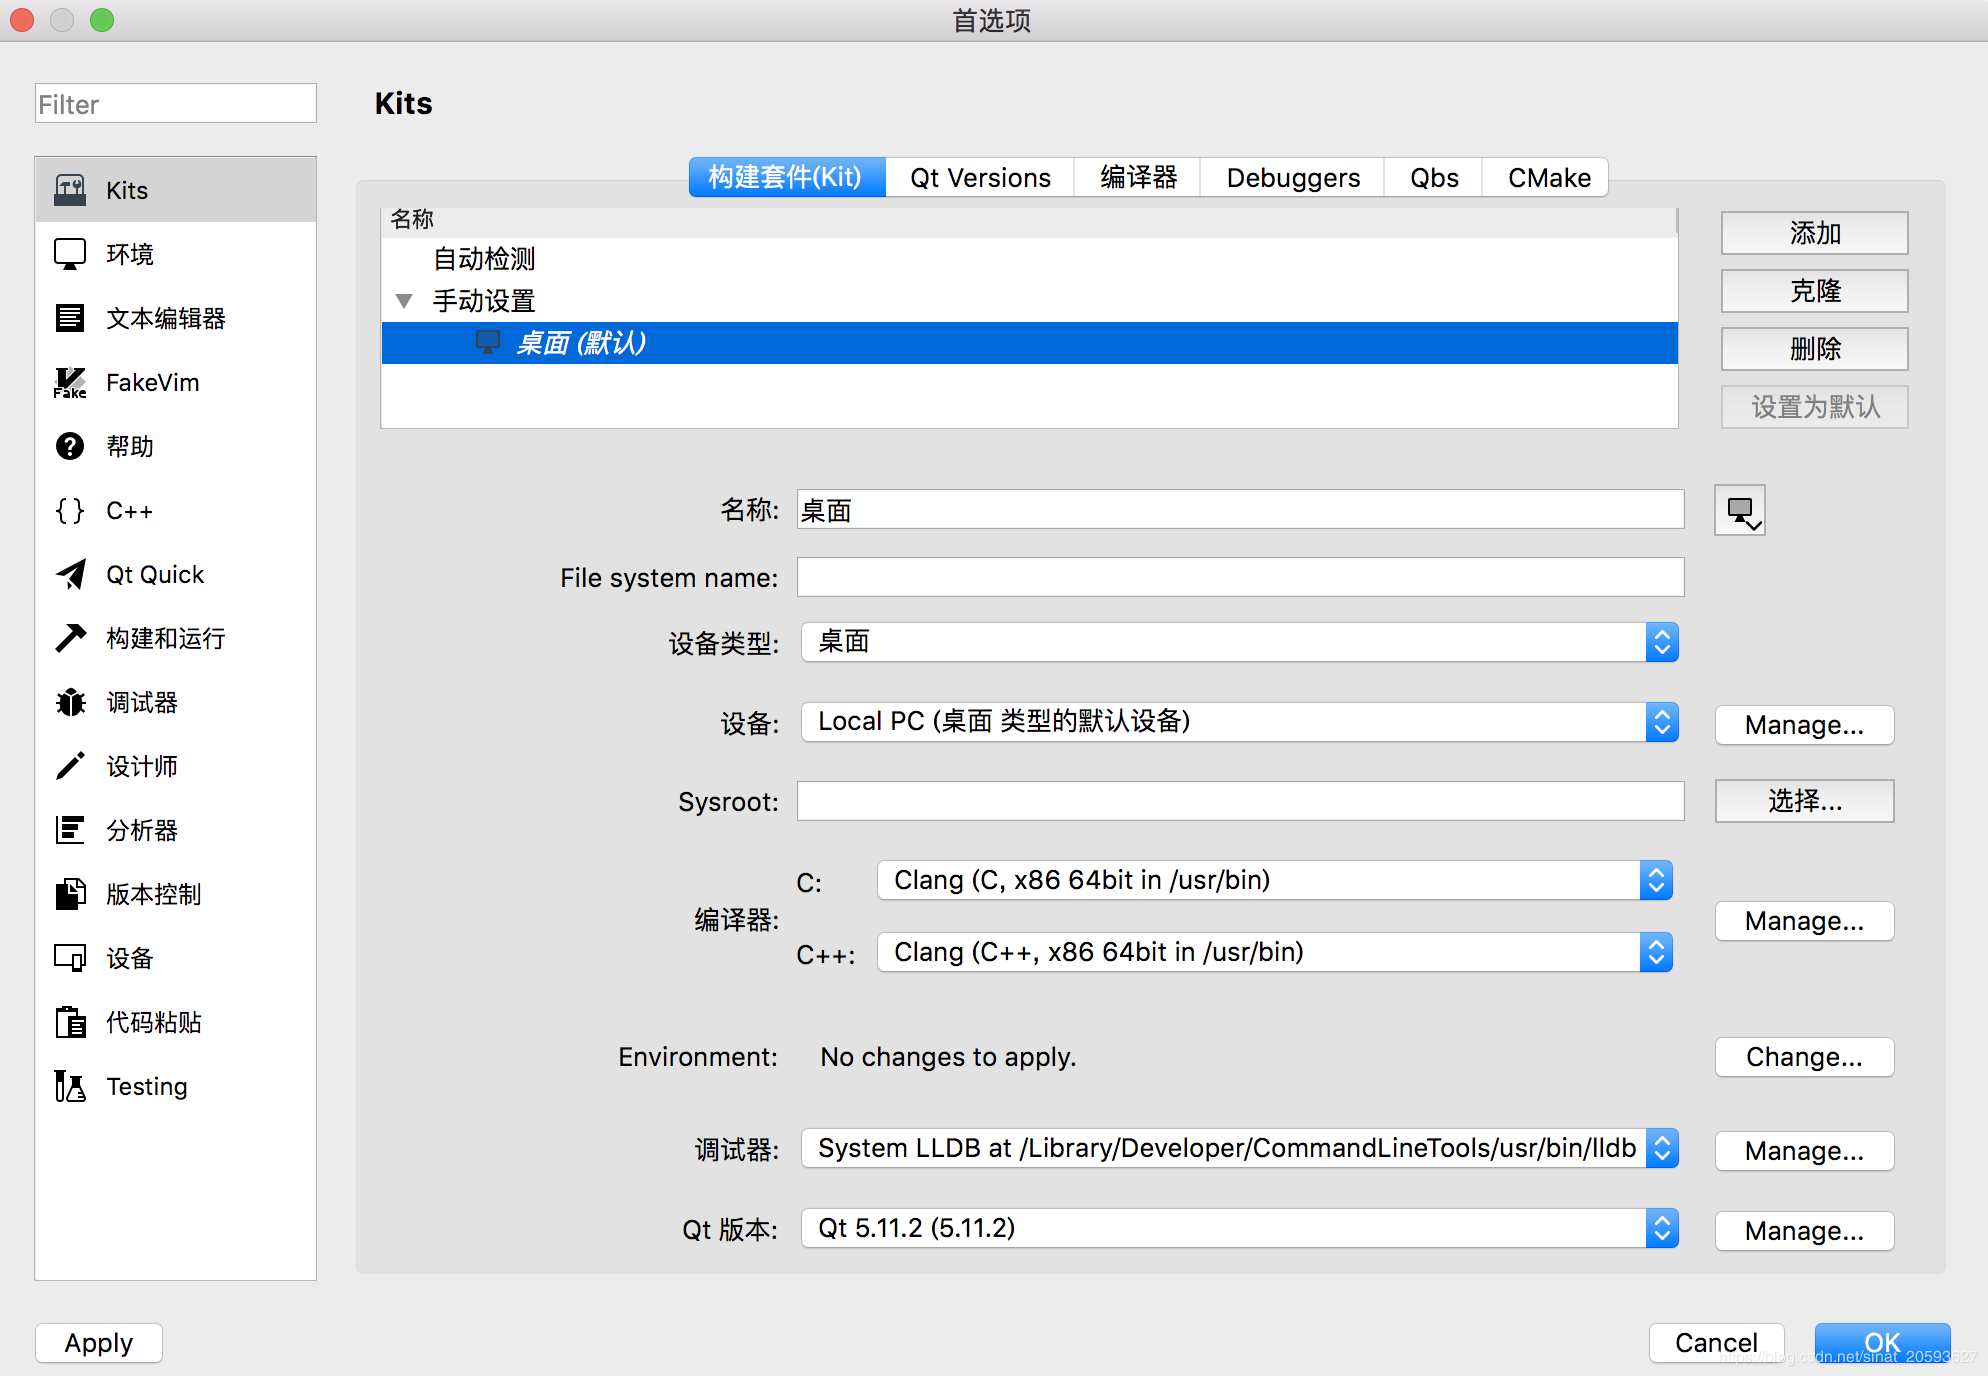 首选项
Filter
Kits
Kits
环境
文本编辑器
FakeVim
Fake
帮助
C++
Qt Quick
构建和运行
调试器
设计师
分析器
版本控制
设备
代码粘贴
Testing
构建套件(Kit) Qt Versions 编译器 Debuggers Qbs CMake
名称
自动检测
手动设置
桌面 (默认)
添加
克隆
删除
设置为默认
名称: 桌面
File system name:
设备类型: 桌面
设备: Local PC (桌面 类型的默认设备) Manage...
Sysroot: 选择...
编译器:
C: Clang (C, x86 64bit in /usr/bin)
C++: Clang (C++, x86 64bit in /usr/bin)
Manage...
Environment: No changes to apply. Change...
调试器: System LLDB at /Library/Developer/CommandLineTools/usr/bin/lldb Manage...
Qt 版本: Qt 5.11.2 (5.11.2) Manage...
Apply Cancel OK
https://blog.csdn.net/sinat_20593627